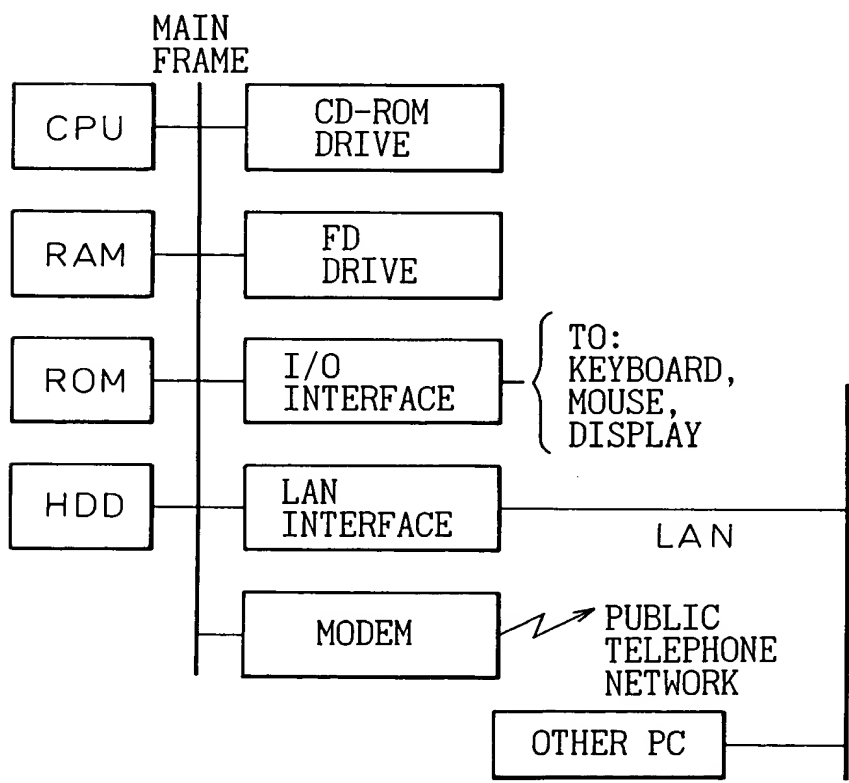 MAIN
FRAME
CPU
CD-ROM
DRIVE
RAM
FD
DRIVE
ROM
I/O
INTERFACE
TO:
KEYBOARD,
MOUSE,
DISPLAY
HDD
LAN
INTERFACE
LAN
MODEM
PUBLIC
TELEPHONE
NETWORK
OTHER PC